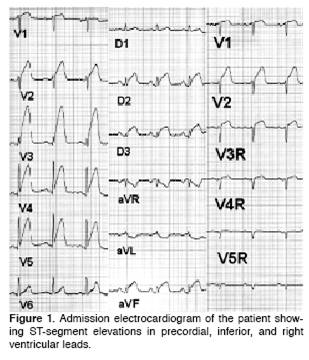 V1
V2
V3
V4
V5
V6
D1
D2
D3
aVR
aVL
aVF
V1
V2
V3R
V4R
V5R
Figure 1. Admission electrocardiogram of the patient show-
ing ST-segment elevations in precordial, inferior, and right
ventricular leads.